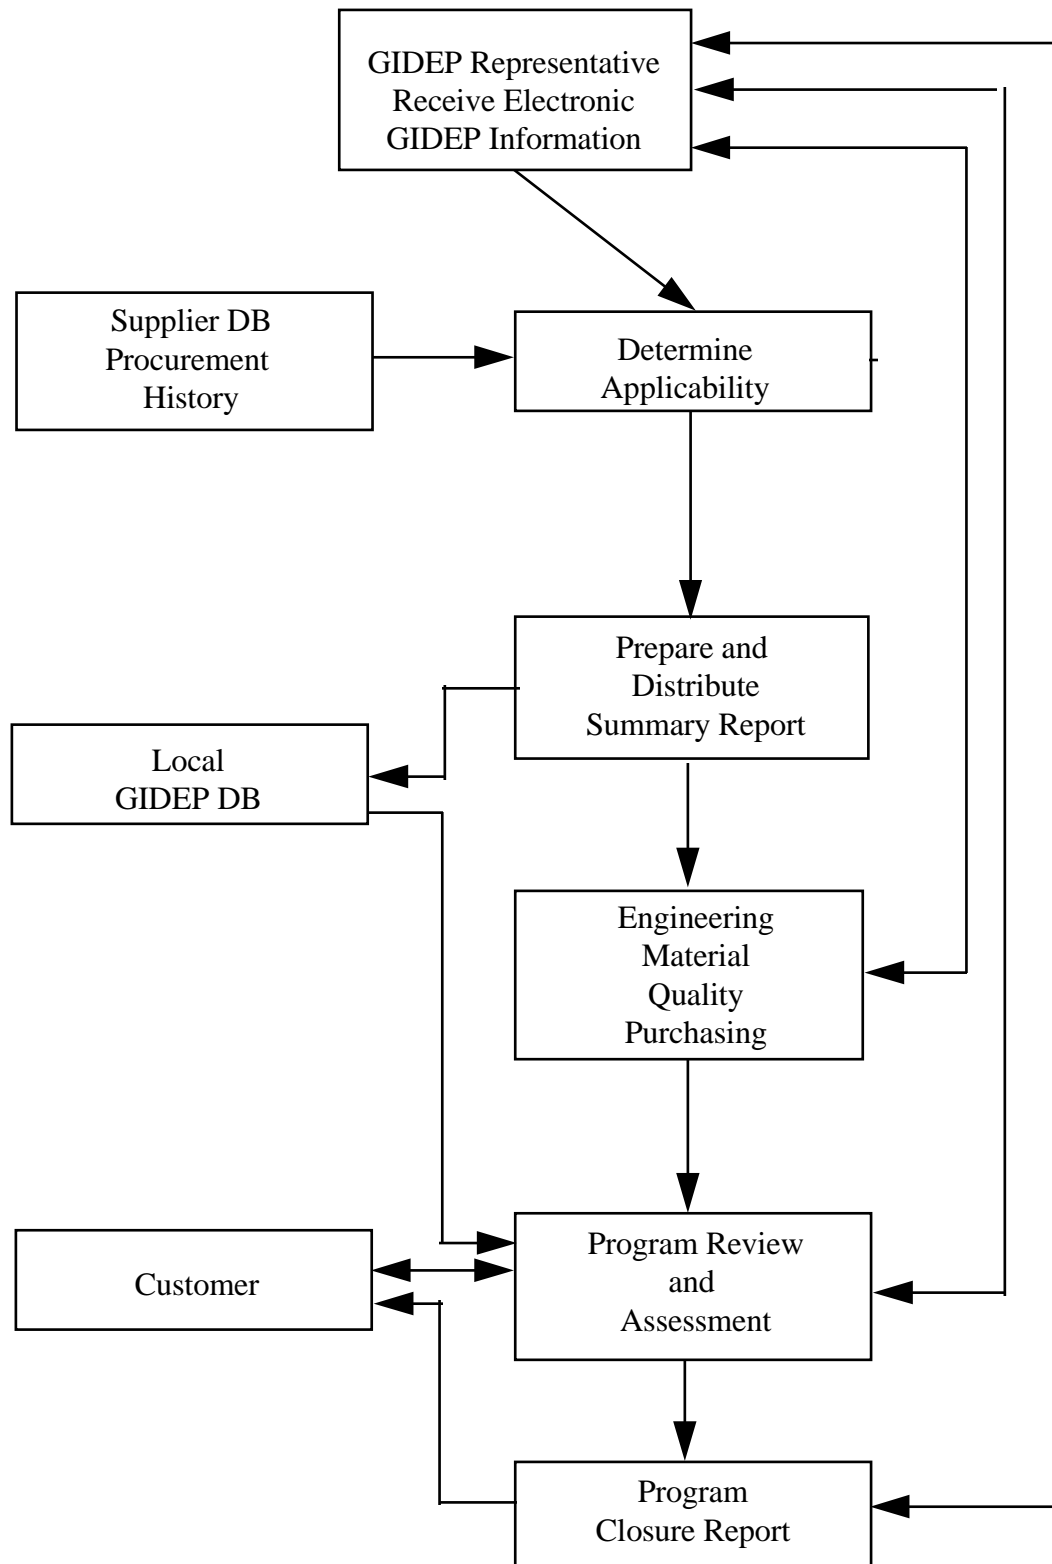 GIDEP Representative
Receive Electronic
GIDEP Information
Supplier DB
Procurement
History
Determine
Applicability
Prepare and
Distribute
Summary Report
Local
GIDEP DB
Engineering
Material
Quality
Purchasing
Program Review
and
Assessment
Customer
Program
Closure Report